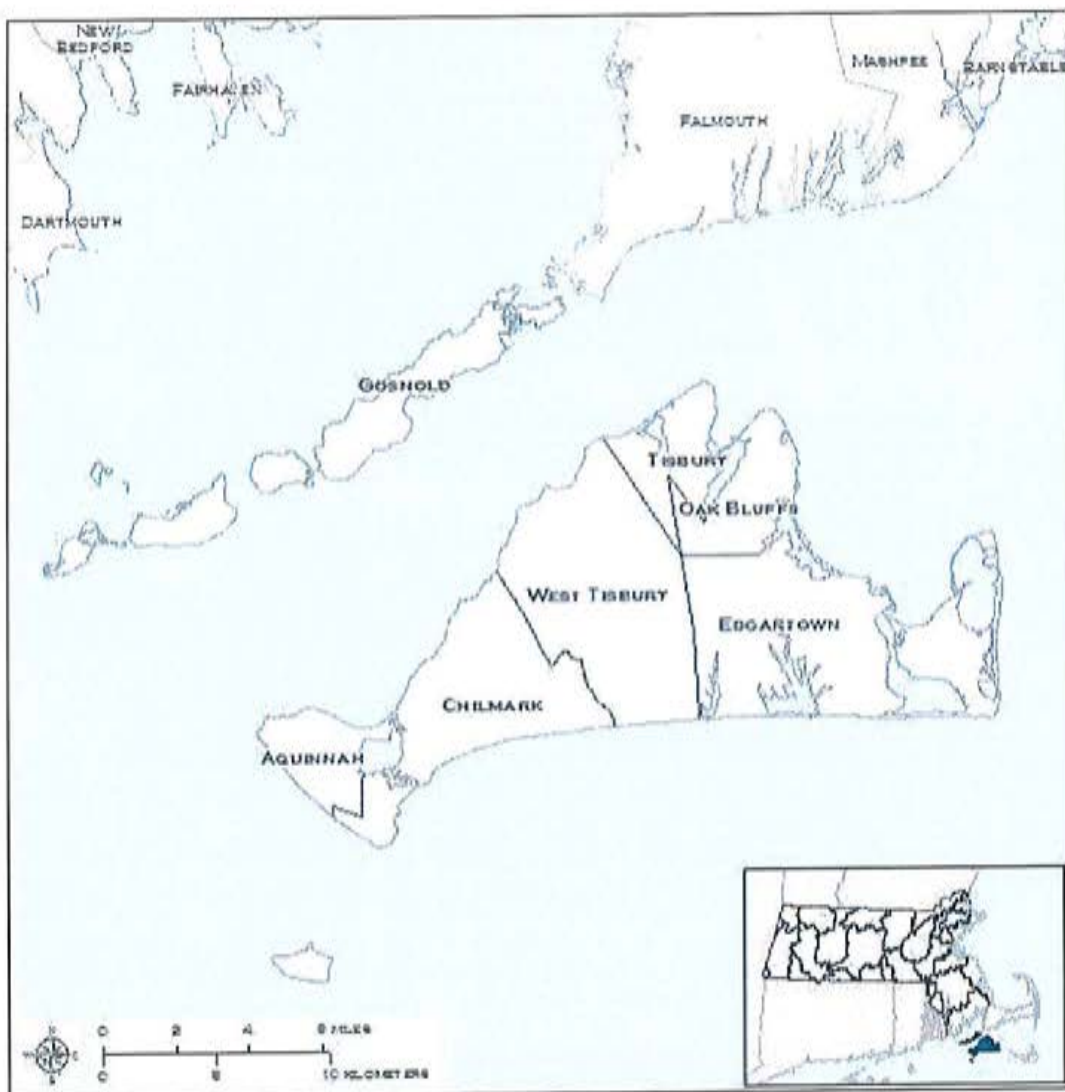 NEW
BEDFORD
FAIRHAVEN
MASHPEE
BARNSTABLE
FALMOUTH
DARTMOUTH
GOSNOLD
TISBURY
OAK BLUFFS
WEST TISBURY
EDGARTOWN
CHILMARK
AQUINNAH
0 2 4 8 MILES
0 5 10 KILOMETERS